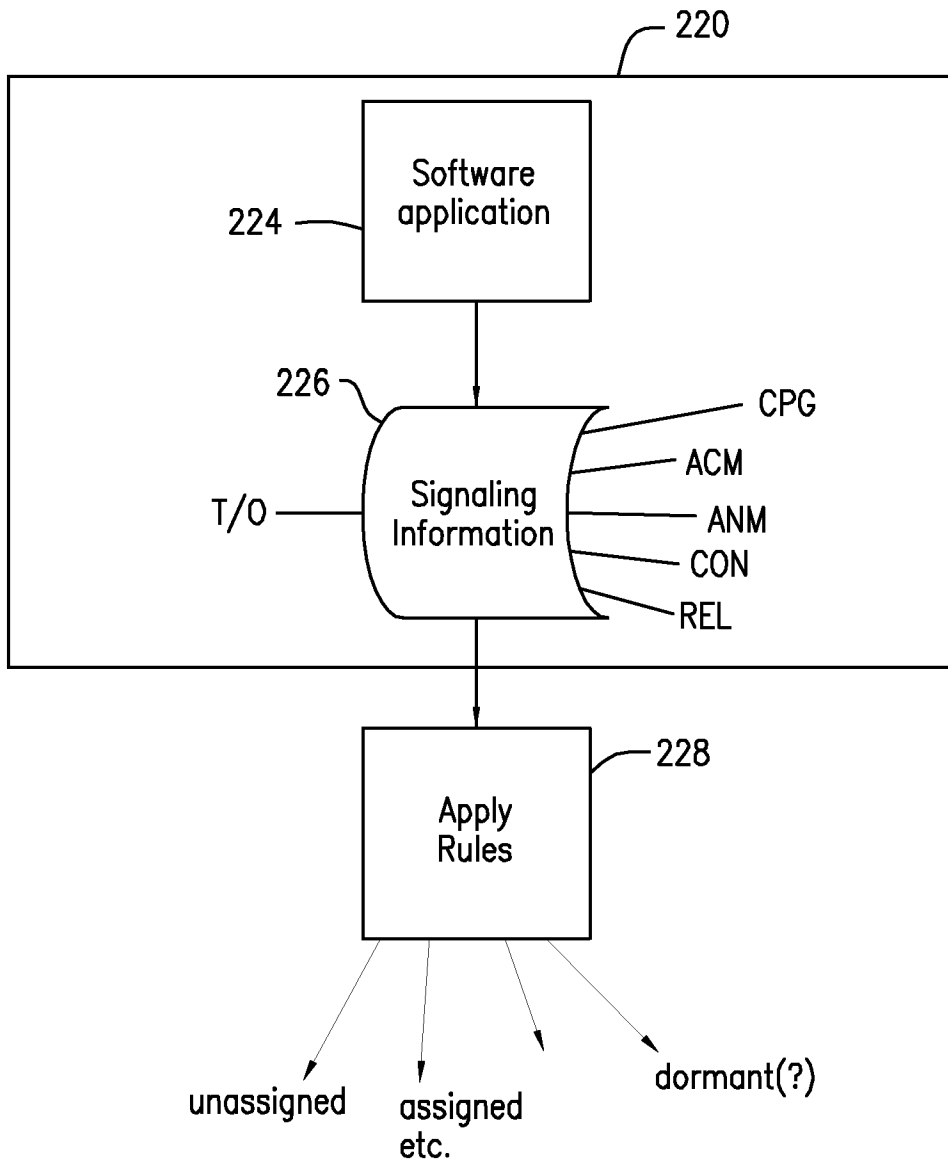 220
Software
application
224
226
CPG
ACM
T/O
Signaling
Information
ANM
CON
REL
228
Apply
Rules
unassigned
assigned
etc.
dormant(?)